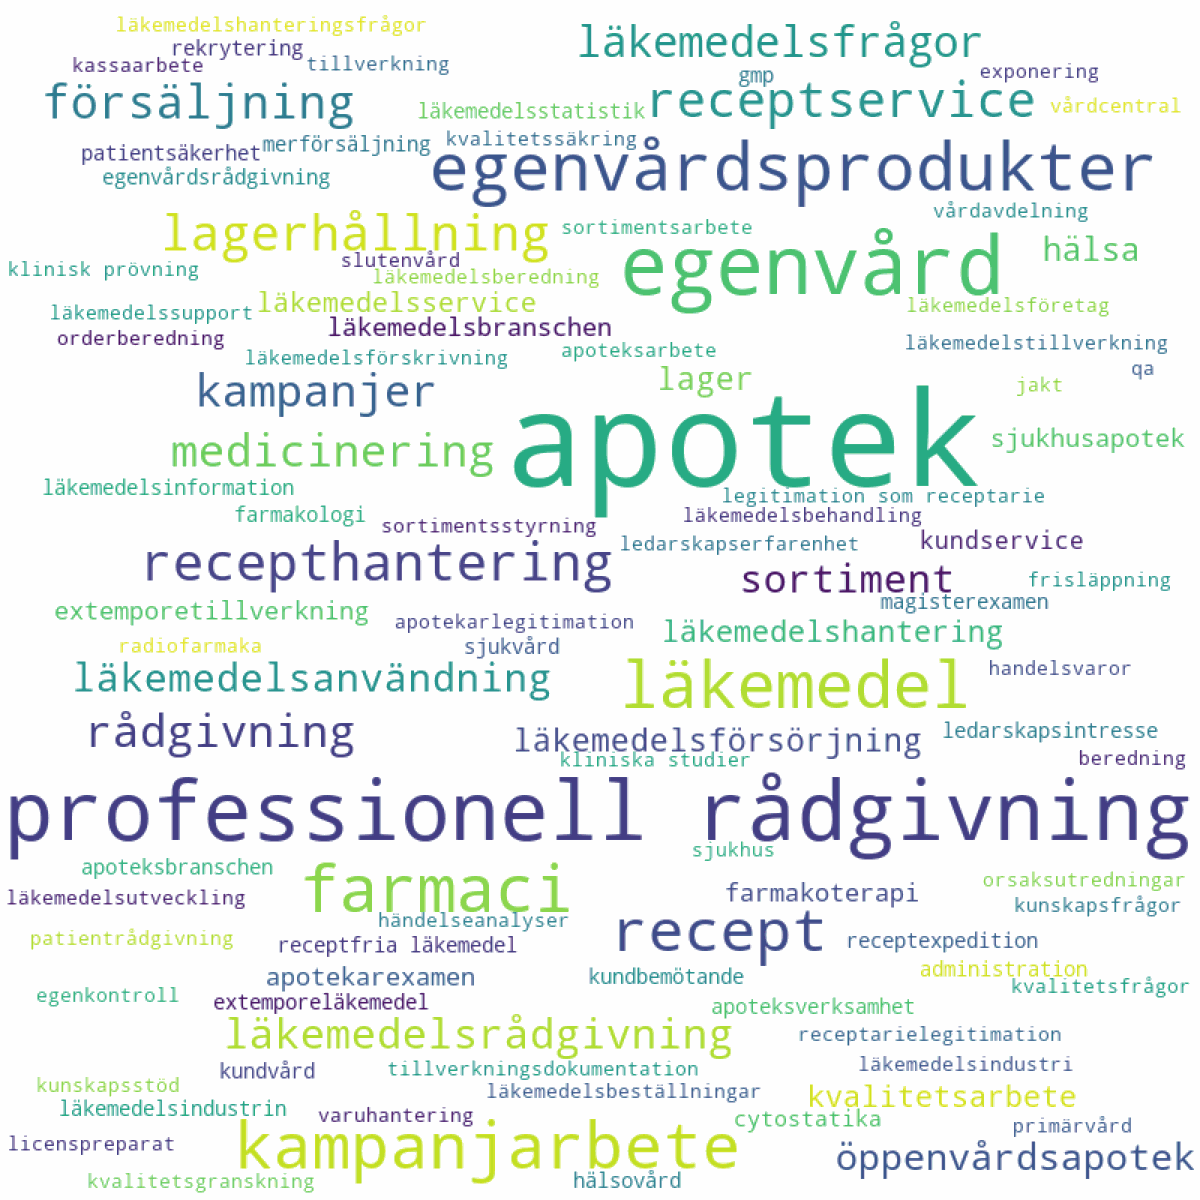 läkemedelshanteringsfrågor
rekrytering
läkemedelsfrågor
kassaarbete
tillverkning
gmp
exponering
försäljning
läkemedelsstatistik
receptservice
vårdcentral
patientsäkerhet
merförsäljning
kvalitetssäkring
egenvårdsrådgivning
egenvårdsprodukter
lagerhållning
sortimentsarbete
vårdavdelning
klinisk prövning
slutenvård
egenvård
hälsa
läkemedelsberedning
läkemedelssupport
läkemedelsservice
läkemedelsföretag
orderberedning
läkemedelsbranschen
läkemedelsförskrivning
apoteksarbete
läkemedelstillverkning
qa
kampanjer
lager
jakt
medicinering
apotek
sjukhusapotek
läkemedelsinformation
legitimation som receptarie
farmakologi
sortimentsstyrning
läkemedelsbehandling
recepthantering
ledarskapserfarenhet
kundservice
sortiment
frisläppning
extemporetillverkning
magisterexamen
apotekarlegitimation
läkemedelshantering
radiofarmaka
sjukvård
läkemedelsanvändning
läkemedel
handelsvaror
rådgivning
läkemedelsförsörjning
ledarskapsintresse
kliniska studier
beredning
professionell rådgivning
sjukhus
apoteksbranschen
farmaci
farmakoterapi
orsaksutredningar
läkemedelsutveckling
händelseanalyser
kunskapsfrågor
patientrådgivning
receptfria läkemedel
recept
receptexpedition
apotekarexamen
kundbemötande
administration
egenkontroll
extemporeläkemedel
kvalitetsfrågor
läkemedelsrådgivning
apoteksverksamhet
receptarielegitimation
kunskapsstöd
kundvård
tillverkningsdokumentation
läkemedelsindustri
läkemedelsindustrin
varuhantering
läkemedelsbeställningar
kvalitetsarbete
licenspreparat
kampanjarbete
cytostatika
primärvård
kvalitetsgranskning
hälsovård
öppenvårdsapotek